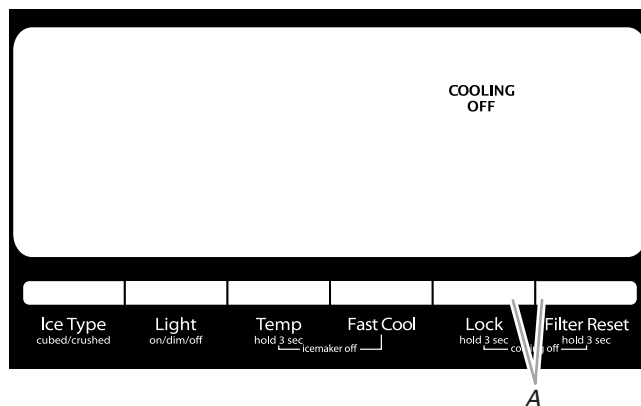 COOLING
OFF
Ice Type
cubed/crushed
Light
on/dim/off
Temp
hold 3 sec
Fast Cool
icemaker off
Lock
hold 3 sec
Filter Reset
hold 3 sec
off
A